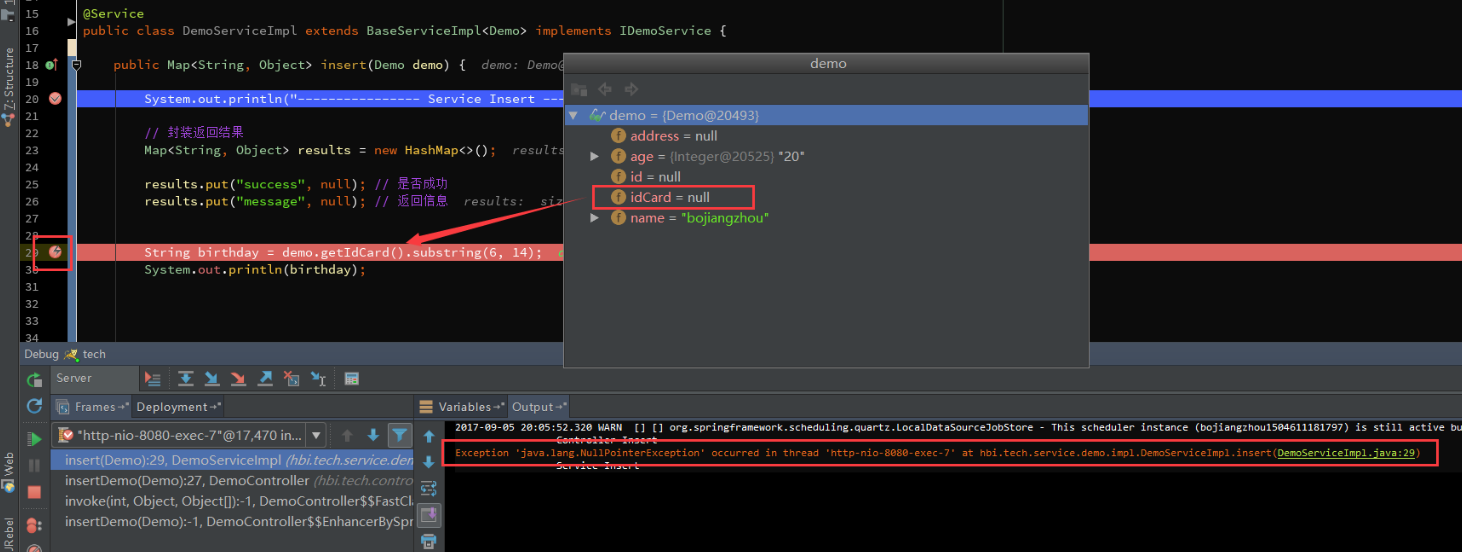 15 @Service
16 public class DemoServiceImpl extends BaseServiceImpl<Demo> implements IDemoService {
17
18 public Map<String, Object> insert(Demo demo) { demo: Demo@
19
20 System.out.println("---------------- Service Insert ---
21
22 // 封装返回结果
23 Map<String, Object> results = new HashMap<>(); results
24
25 results.put("success", null); // 是否成功
26 results.put("message", null); // 返回信息 results: siz
27
28
29 String birthday = demo.getIdCard().substring(6, 14);
30 System.out.println(birthday);
31
32
33
34
demo
demo = {Demo@20493}
address = null
age = {Integer@20525} "20"
id = null
idCard = null
name = "bojiangzhou"
Z: Structure
Web
JRebel
Debug tech
Server
Frames→* Deployment→*
Variables→* Output→*
"http-nio-8080-exec-7"@17,470 in...
insert(Demo):29, DemoServiceImpl (hbi.tech.service.dem
insertDemo(Demo):27, DemoController (hbi.tech.contro
invoke(int, Object, Object[]):-1, DemoController$$FastCl
insertDemo(Demo):-1, DemoController$$EnhancerBySpr
2017-09-05 20:05:52.320 WARN [] [] org.springframework.scheduling.quartz.LocalDataSourceJobStore - This scheduler instance (bojiangzhou1504611181797) is still active bu
Controller Insert
Exception 'java.lang.NullPointerException' occurred in thread 'http-nio-8080-exec-7' at hbi.tech.service.demo.impl.DemoServiceImpl.insert(DemoServiceImpl.java:29)
Service Insert